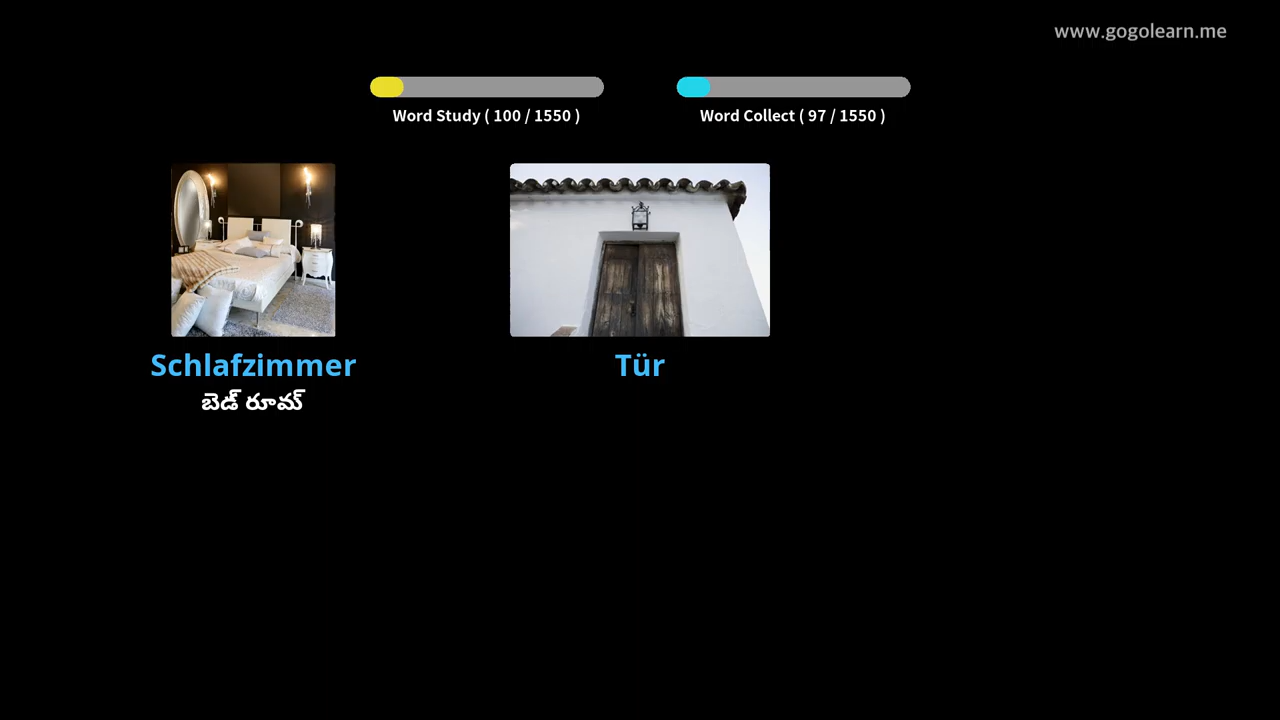 www.gogolearn.me
Word Study ( 100 / 1550 )
Word Collect ( 97 / 1550 )
Schlafzimmer
Tür
బెడ్ రూమ్